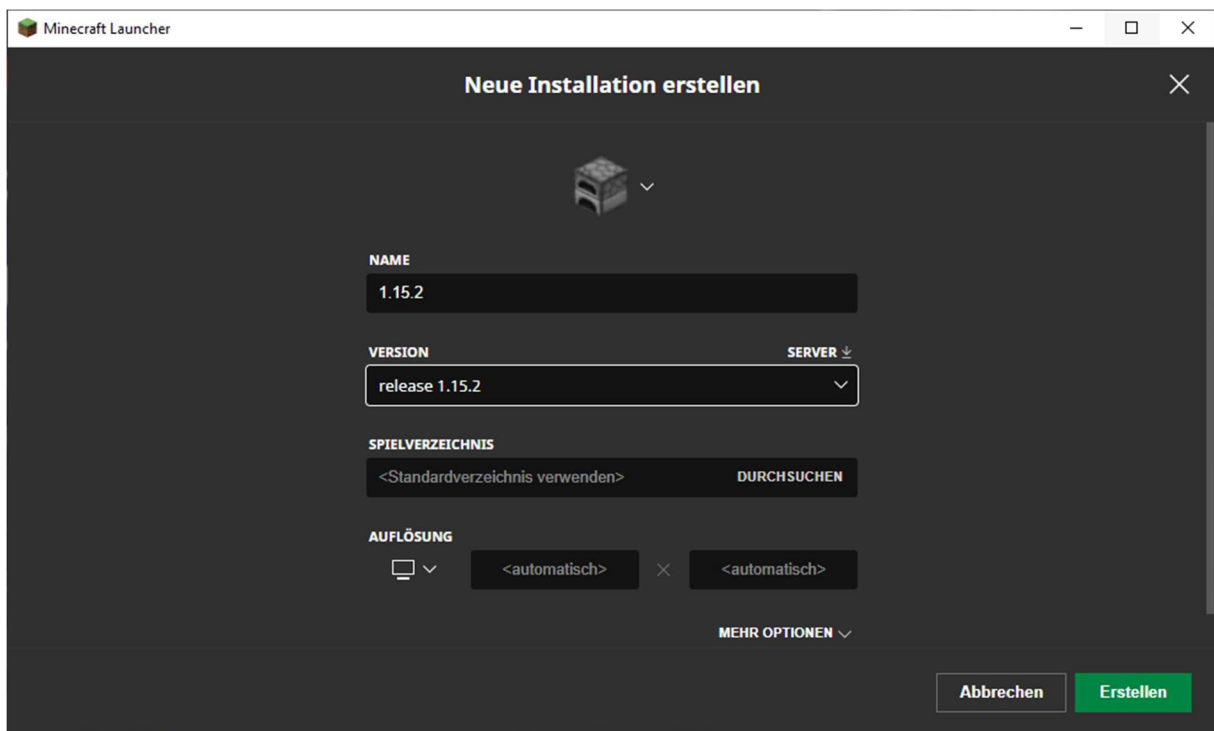 Minecraft Launcher
Neue Installation erstellen
NAME
1.15.2
VERSION SERVER
release 1.15.2
SPIELVERZEICHNIS
<Standardverzeichnis verwenden> DURCHSUCHEN
AUFLÖSUNG
<automatisch> <automatisch>
MEHR OPTIONEN
Abbrechen Erstellen